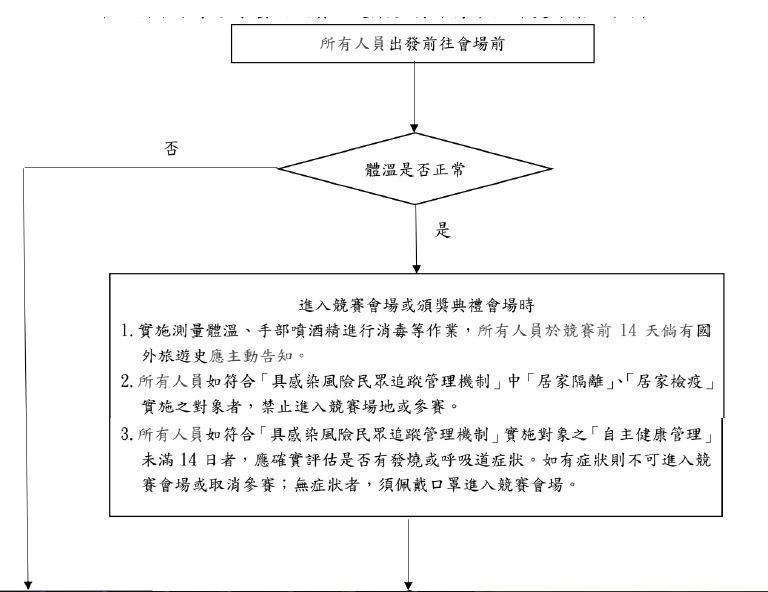 所有人員出發前往會場前
否
體溫是否正常
是
進入競賽會場或頒獎典禮會場時
1. 實施測量體溫、手部噴酒精進行消毒等作業，所有人員於競賽前 14 天倘有國
外旅遊史應主動告知。
2. 所有人員如符合「具感染風險民眾追蹤管理機制」中「居家隔離」、「居家檢疫」
實施之對象者，禁止進入競賽場地或參賽。
3. 所有人員如符合「具感染風險民眾追蹤管理機制」實施對象之「自主健康管理」
未滿 14 日者，應確實評估是否有發燒或呼吸道症狀。如有症狀則不可進入競
賽會場或取消參賽；無症狀者，須佩戴口罩進入競賽會場。